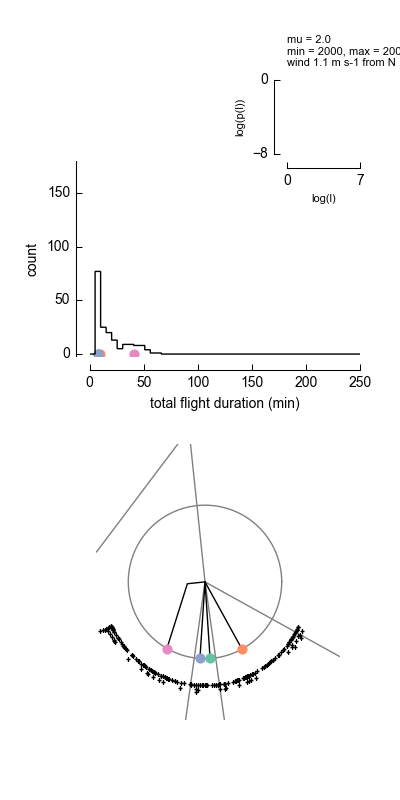 mu = 2.0
min = 2000, max = 200
wind 1.1 m s-1 from N
0
log(p(l))
−8
0 7
log(l)
150
100
count
50
0
0 50 100 150 200 250
total flight duration (min)